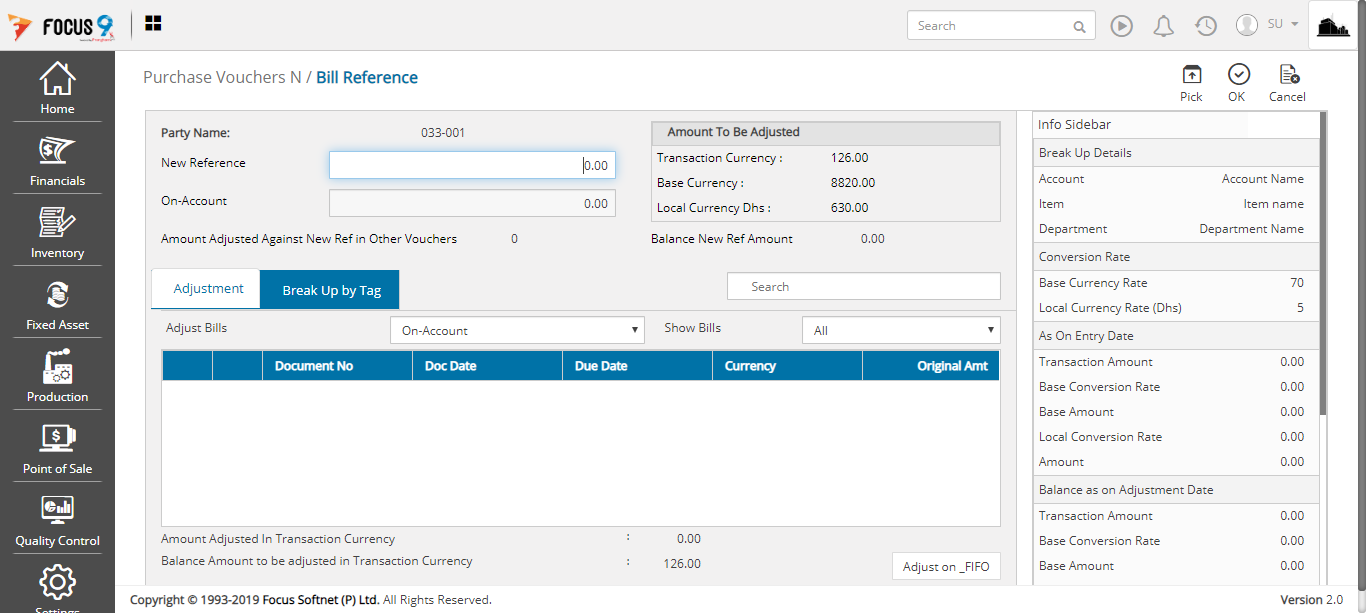 FOCUS 9
Search
SU
Home
Financials
Inventory
Fixed Asset
Production
Point of Sale
Quality Control
Settings
Purchase Vouchers N / Bill Reference
Pick
OK
Cancel
Party Name: 033-001
New Reference 0.00
On-Account 0.00
Amount To Be Adjusted
Transaction Currency : 126.00
Base Currency : 8820.00
Local Currency Dhs : 630.00
Amount Adjusted Against New Ref in Other Vouchers 0
Balance New Ref Amount 0.00
Adjustment
Break Up by Tag
Search
Adjust Bills On-Account Show Bills All
Document No Doc Date Due Date Currency Original Amt
Amount Adjusted In Transaction Currency : 0.00
Balance Amount to be adjusted in Transaction Currency : 126.00
Adjust on _FIFO
Info Sidebar
Break Up Details
Account Account Name
Item Item name
Department Department Name
Conversion Rate
Base Currency Rate 70
Local Currency Rate (Dhs) 5
As On Entry Date
Transaction Amount 0.00
Base Conversion Rate 0.00
Base Amount 0.00
Local Conversion Rate 0.00
Amount 0.00
Balance as on Adjustment Date
Transaction Amount 0.00
Base Conversion Rate 0.00
Base Amount 0.00
Copyright © 1993-2019 Focus Softnet (P) Ltd. All Rights Reserved.
Version 2.0